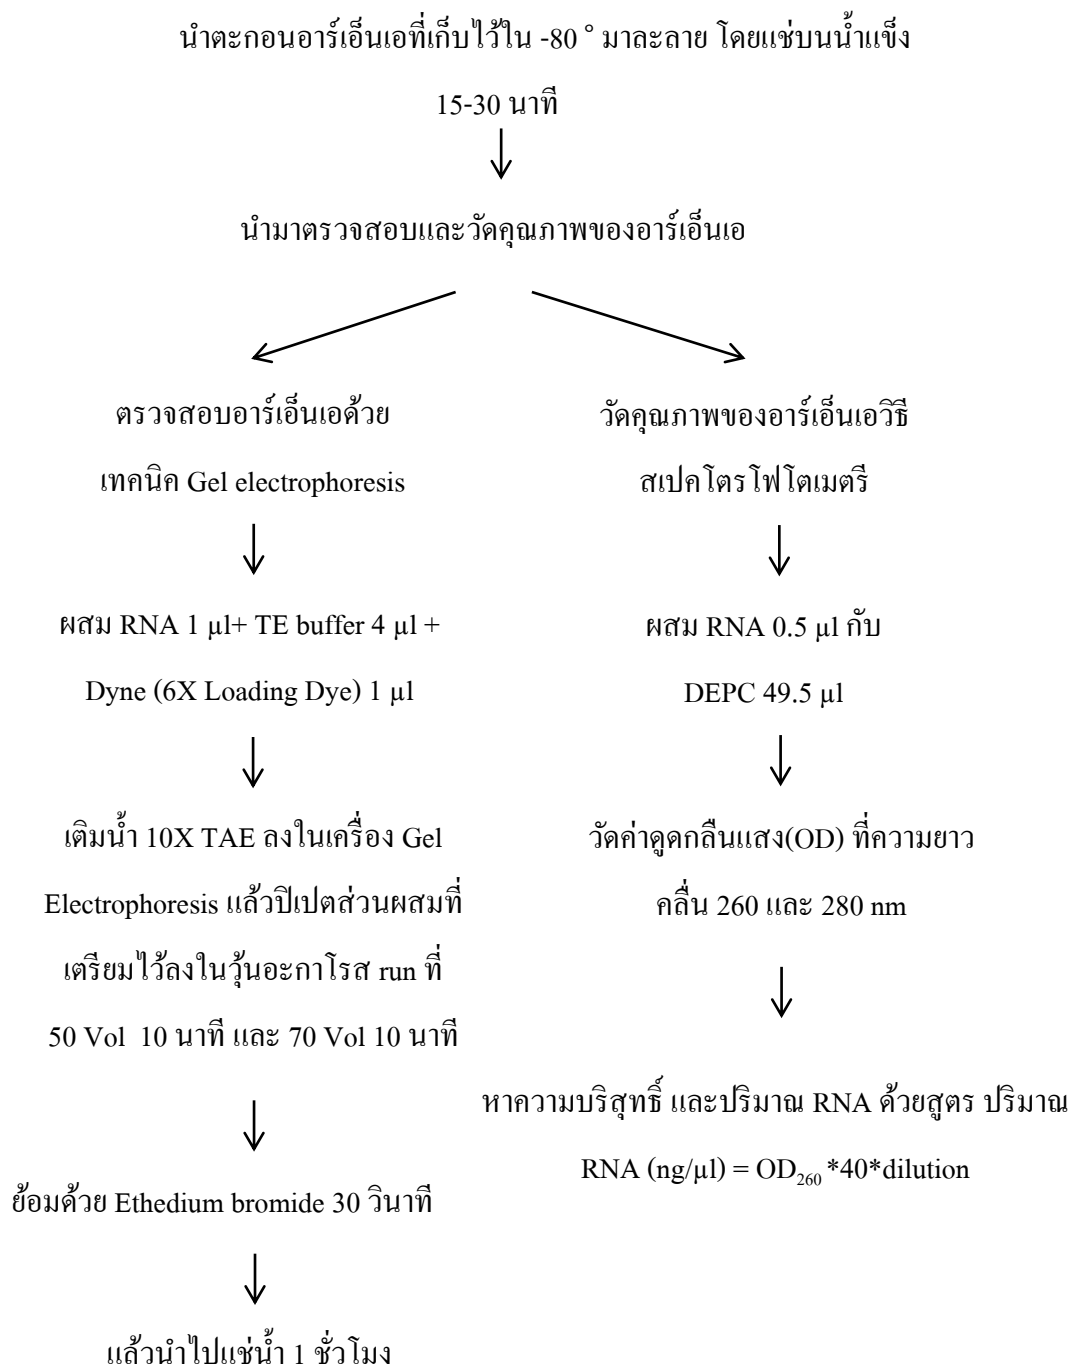 นำตะกอนอาร์เอ็นเอที่เก็บไว้ใน -80 ° มาละลาย โดยแช่บนน้ำแข็ง
15-30 นาที
นำมาตรวจสอบและวัดคุณภาพของอาร์เอ็นเอ
ตรวจสอบอาร์เอ็นเอด้วย
เทคนิค Gel electrophoresis
ผสม RNA 1 µl+ TE buffer 4 µl +
Dyne (6X Loading Dye) 1 µl
เติมน้ำ 10X TAE ลงในเครื่อง Gel
Electrophoresis แล้วปิเปตส่วนผสมที่
เตรียมไว้ลงในวุ้นอะกาโรส run ที่
50 Vol 10 นาที และ 70 Vol 10 นาที
ย้อมด้วย Ethedium bromide 30 วินาที
แล้วนำไปแช่น้ำ 1 ชั่วโมง
วัดคุณภาพของอาร์เอ็นเอวิธี
สเปคโตรโฟโตเมตรี
ผสม RNA 0.5 µl กับ
DEPC 49.5 µl
วัดค่าดูดกลืนแสง(OD) ที่ความยาว
คลื่น 260 และ 280 nm
หาความบริสุทธิ์ และปริมาณ RNA ด้วยสูตร ปริมาณ
RNA (ng/µl) = OD₂₆₀ *40*dilution